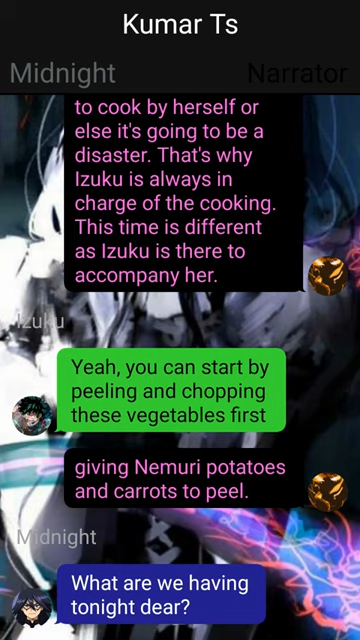 Kumar Ts
Midnight
Narrator
to cook by herself or
else it's going to be a
disaster. That's why
Izuku is always in
charge of the cooking.
This time is different
as Izuku is there to
accompany her.
Izuku
Yeah, you can start by
peeling and chopping
these vegetables first
giving Nemuri potatoes
and carrots to peel.
Midnight
What are we having
tonight dear?